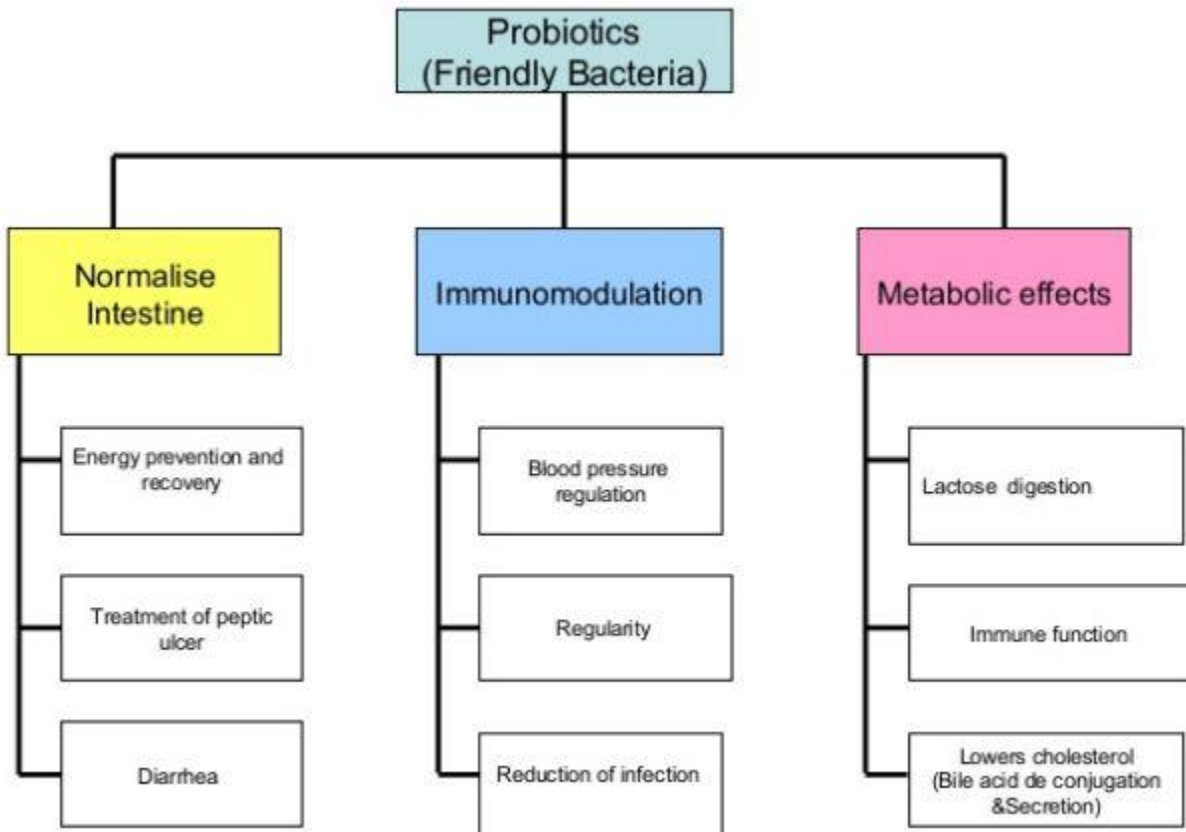 Probiotics
(Friendly Bacteria)
Normalise
Intestine
Immunomodulation
Metabolic effects
Energy prevention and
recovery
Treatment of peptic
ulcer
Diarrhea
Blood pressure
regulation
Regularity
Reduction of infection
Lactose digestion
Immune function
Lowers cholesterol
(Bile acid de conjugation
&Secretion)